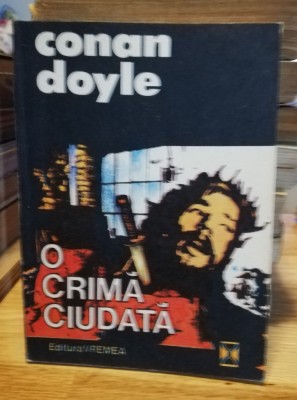 conan
doyle
O
CRIMĂ
CIUDATĂ
Editura VREMEA